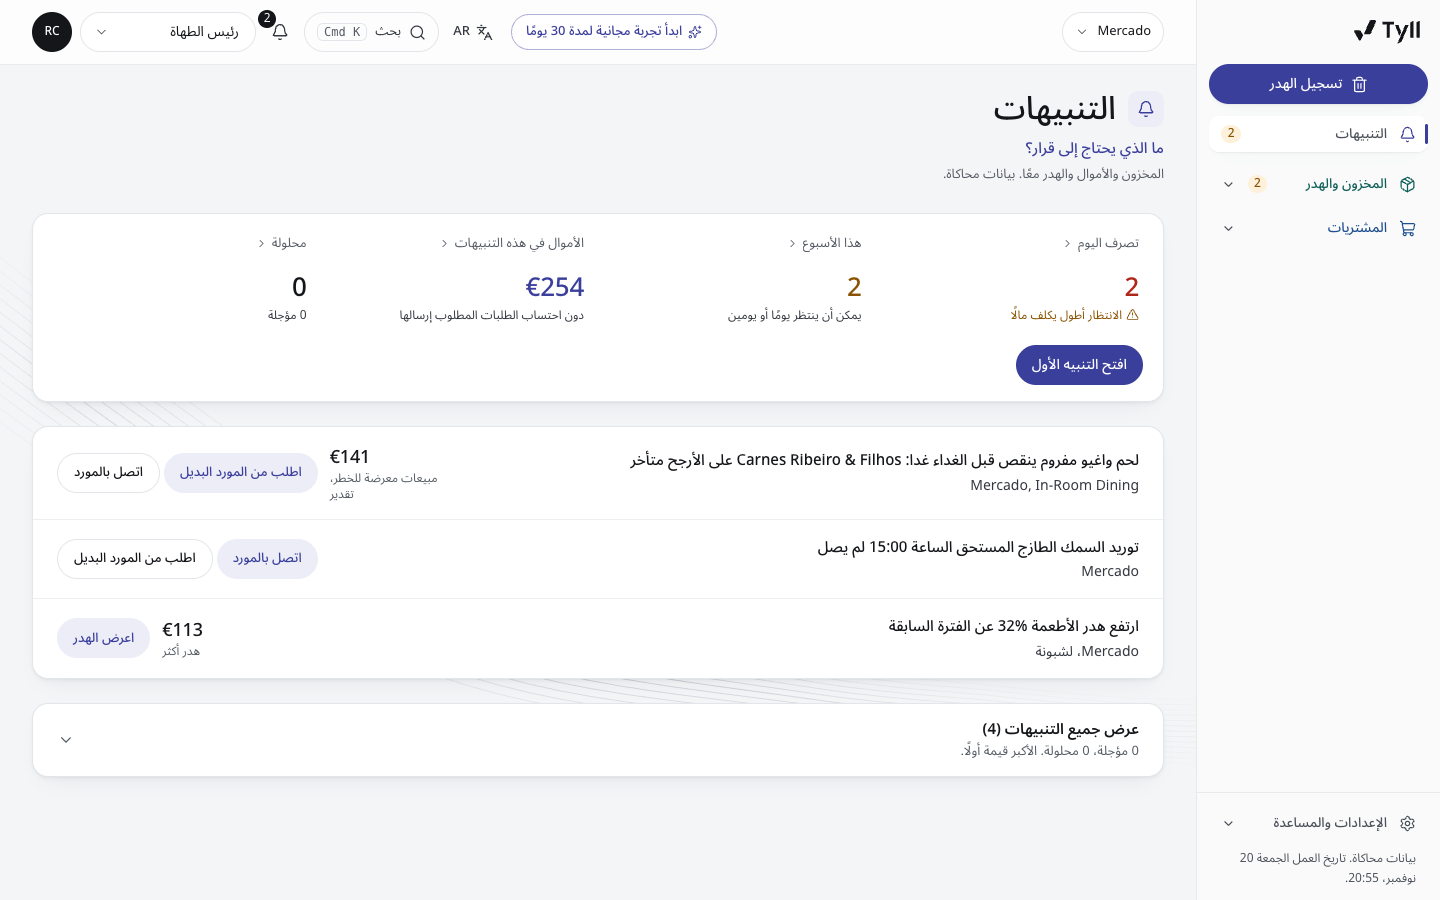 Tyll
تسجيل الهدر
التنبيهات
2
المخزون والهدر
2
المشتريات
الإعدادات والمساعدة
بيانات محاكاة. تاريخ العمل الجمعة 20
نوفمبر، 20:55.
Mercado
ابدأ تجربة مجانية لمدة 30 يومًا
AR
بحث
Cmd K
2
رئيس الطهاة
RC
التنبيهات
ما الذي يحتاج إلى قرار؟
المخزون والأموال والهدر معًا. بيانات محاكاة.
تصرف اليوم
2
الانتظار أطول يكلف مالًا
هذا الأسبوع
2
يمكن أن ينتظر يومًا أو يومين
الأموال في هذه التنبيهات
€254
دون احتساب الطلبات المطلوب إرسالها
محلولة
0
0 مؤجلة
افتح التنبيه الأول
لحم واغيو مفروم ينقص قبل الغداء غدا: Carnes Ribeiro & Filhos على الأرجح متأخر
Mercado, In-Room Dining
€141
مبيعات معرضة للخطر،
تقدير
اطلب من المورد البديل
اتصل بالمورد
توريد السمك الطازج المستحق الساعة 15:00 لم يصل
Mercado
اتصل بالمورد
اطلب من المورد البديل
ارتفع هدر الأطعمة 32% عن الفترة السابقة
Mercado، لشبونة
€113
هدر أكثر
اعرض الهدر
عرض جميع التنبيهات (4)
0 مؤجلة، 0 محلولة. الأكبر قيمة أولًا.